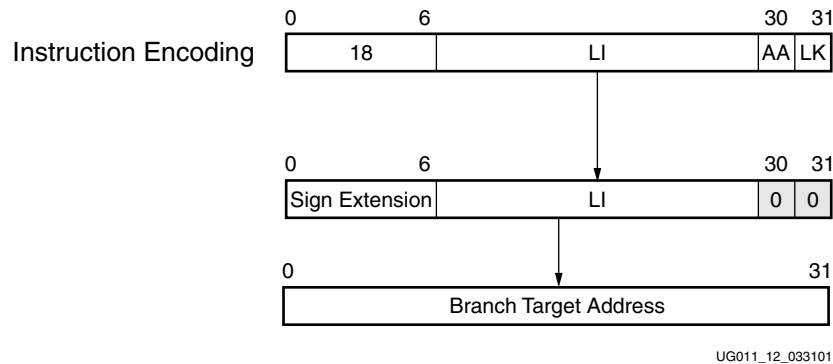 0 6 30 31
Instruction Encoding 18 LI AA LK
0 6 30 31
Sign Extension LI 0 0
0 31
Branch Target Address
UG011_12_033101